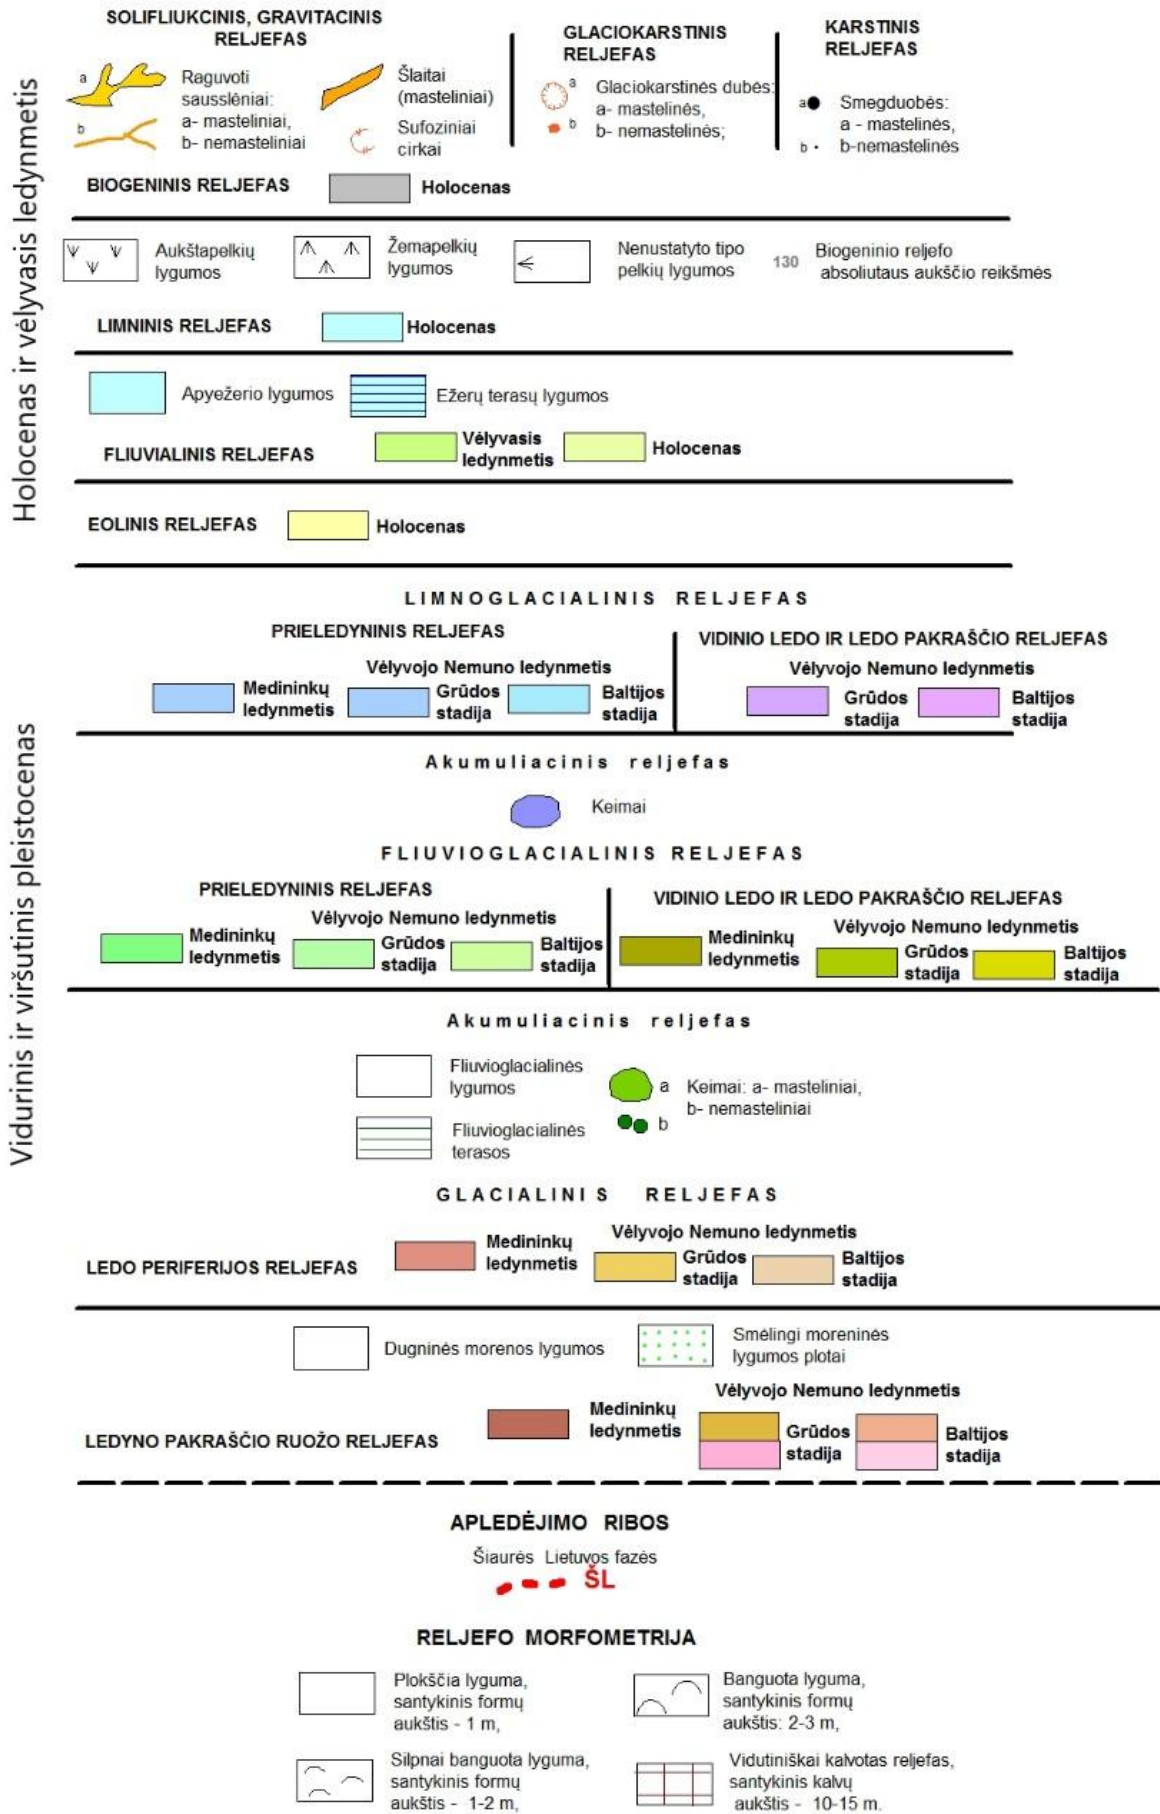 Holocenas ir vėlyvasis ledynmetis
SOLIFLIUKCINIS, GRAVITACINIS
RELJEFAS
a
Raguvoti
saussléniai:
a- masteliniai,
b- nemasteliniai
b
Šlaitai
(masteliniai)
Sufoziniai
cirkai
GLACIOKARSTINIS
RELJEFAS
a
b
Glaciokarstinės dubės:
a- mastelinės,
b- nemastelinės;
KARSTINIS
RELJEFAS
a
b
Smegduobės:
a - mastelinės,
b-nemastelinės
BIOGENINIS RELJEFAS
Holocenas
Aukštapelkių
lygumos
Žemapelkių
lygumos
Nenustatyto tipo
pelkių lygumos
130
Biogeninio reljefo
absoliutaus aukščio reikšmės
LIMNINIS RELJEFAS
Holocenas
Apyežerio lygumos
Ežerų terasų lygumos
FLIUVIALINIS RELJEFAS
Vėlyvasis
ledynmetis
Holocenas
EOLINIS RELJEFAS
Holocenas
Vidurinis ir viršutinis pleistocenas
LIMNOGLACIALINIS RELJEFAS
PRIELEDYNINIS RELJEFAS
Vėlyvojo Nemuno ledynmetis
Medininkų
ledynmetis
Grūdos
stadija
Baltijos
stadija
VIDINIO LEDO IR LEDO PAKRAŠČIO RELJEFAS
Vėlyvojo Nemuno ledynmetis
Grūdos
stadija
Baltijos
stadija
Akumuliacinis reljefas
Keimai
FLIUVIOGLACIALINIS RELJEFAS
PRIELEDYNINIS RELJEFAS
Vėlyvojo Nemuno ledynmetis
Medininkų
ledynmetis
Grūdos
stadija
Baltijos
stadija
VIDINIO LEDO IR LEDO PAKRAŠČIO RELJEFAS
Vėlyvojo Nemuno ledynmetis
Medininkų
ledynmetis
Grūdos
stadija
Baltijos
stadija
Akumuliacinis reljefas
Fliuvioglacialinės
lygumos
Fliuvioglacialinės
terasos
a
b
Keimai: a- masteliniai,
b- nemasteliniai
GLACIALINIS RELJEFAS
LEDO PERIFERIJOS RELJEFAS
Medininkų
ledynmetis
Vėlyvojo Nemuno ledynmetis
Grūdos
stadija
Baltijos
stadija
Dugninės morenos lygumos
Smėlingi moreninės
lygumos plotai
LEDYNO PAKRAŠČIO RUOŽO RELJEFAS
Medininkų
ledynmetis
Vėlyvojo Nemuno ledynmetis
Grūdos
stadija
Baltijos
stadija
APLEDĖJIMO RIBOS
Šiaurės Lietuvos fazės
ŠL
RELJEFO MORFOMETRIJA
Plokščia lyguma,
santykinis formų
aukštis - 1 m,
Banguota lyguma,
santykinis formų
aukštis: 2-3 m,
Silpnai banguota lyguma,
santykinis formų
aukštis - 1-2 m,
Vidutiniškai kalvotas reljefas,
santykinis kalvų
aukštis - 10-15 m.